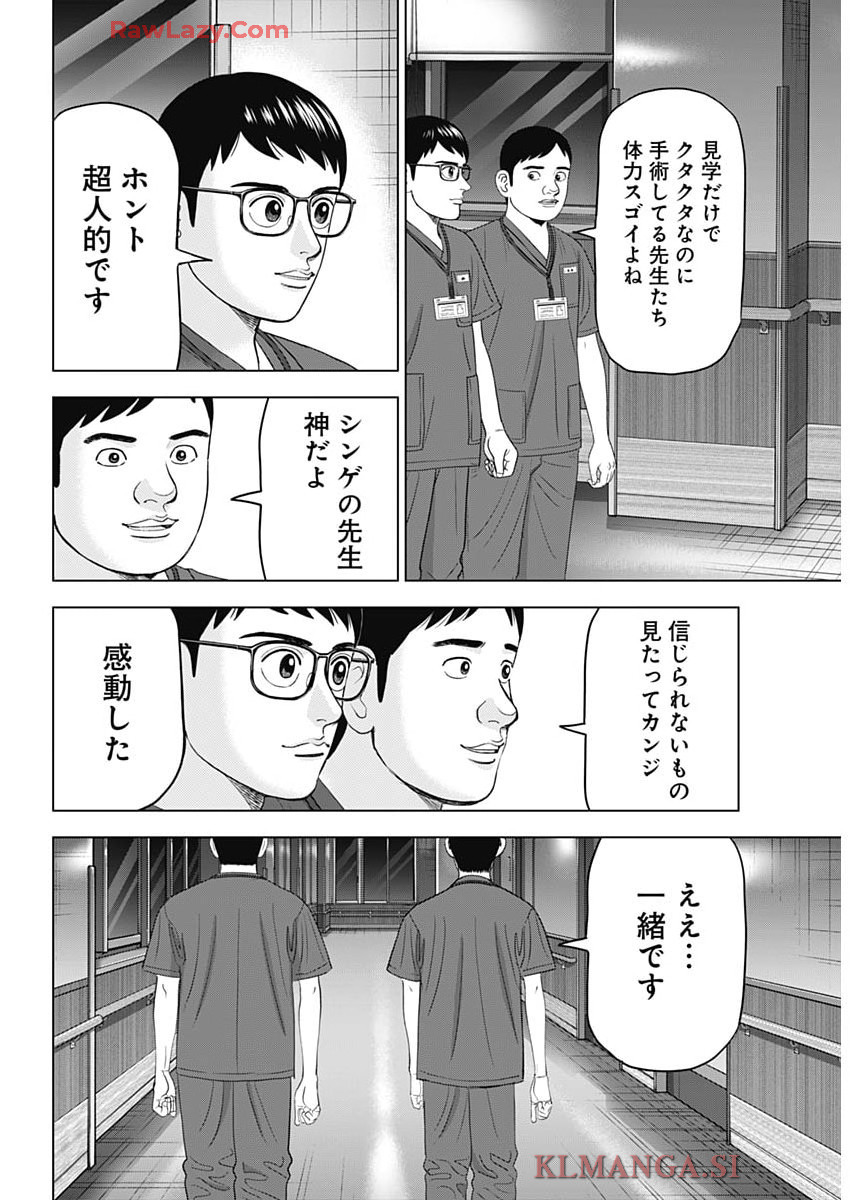 RawLazy.Com
見学だけで
クタクタなのに
手術してる先生たち
体力スゴイよね
ホント
超人的です
シンゲの先生
神だよ
信じられないもの
見たってカンジ
感動した
ええ…
一緒です
KLMANGA.SI